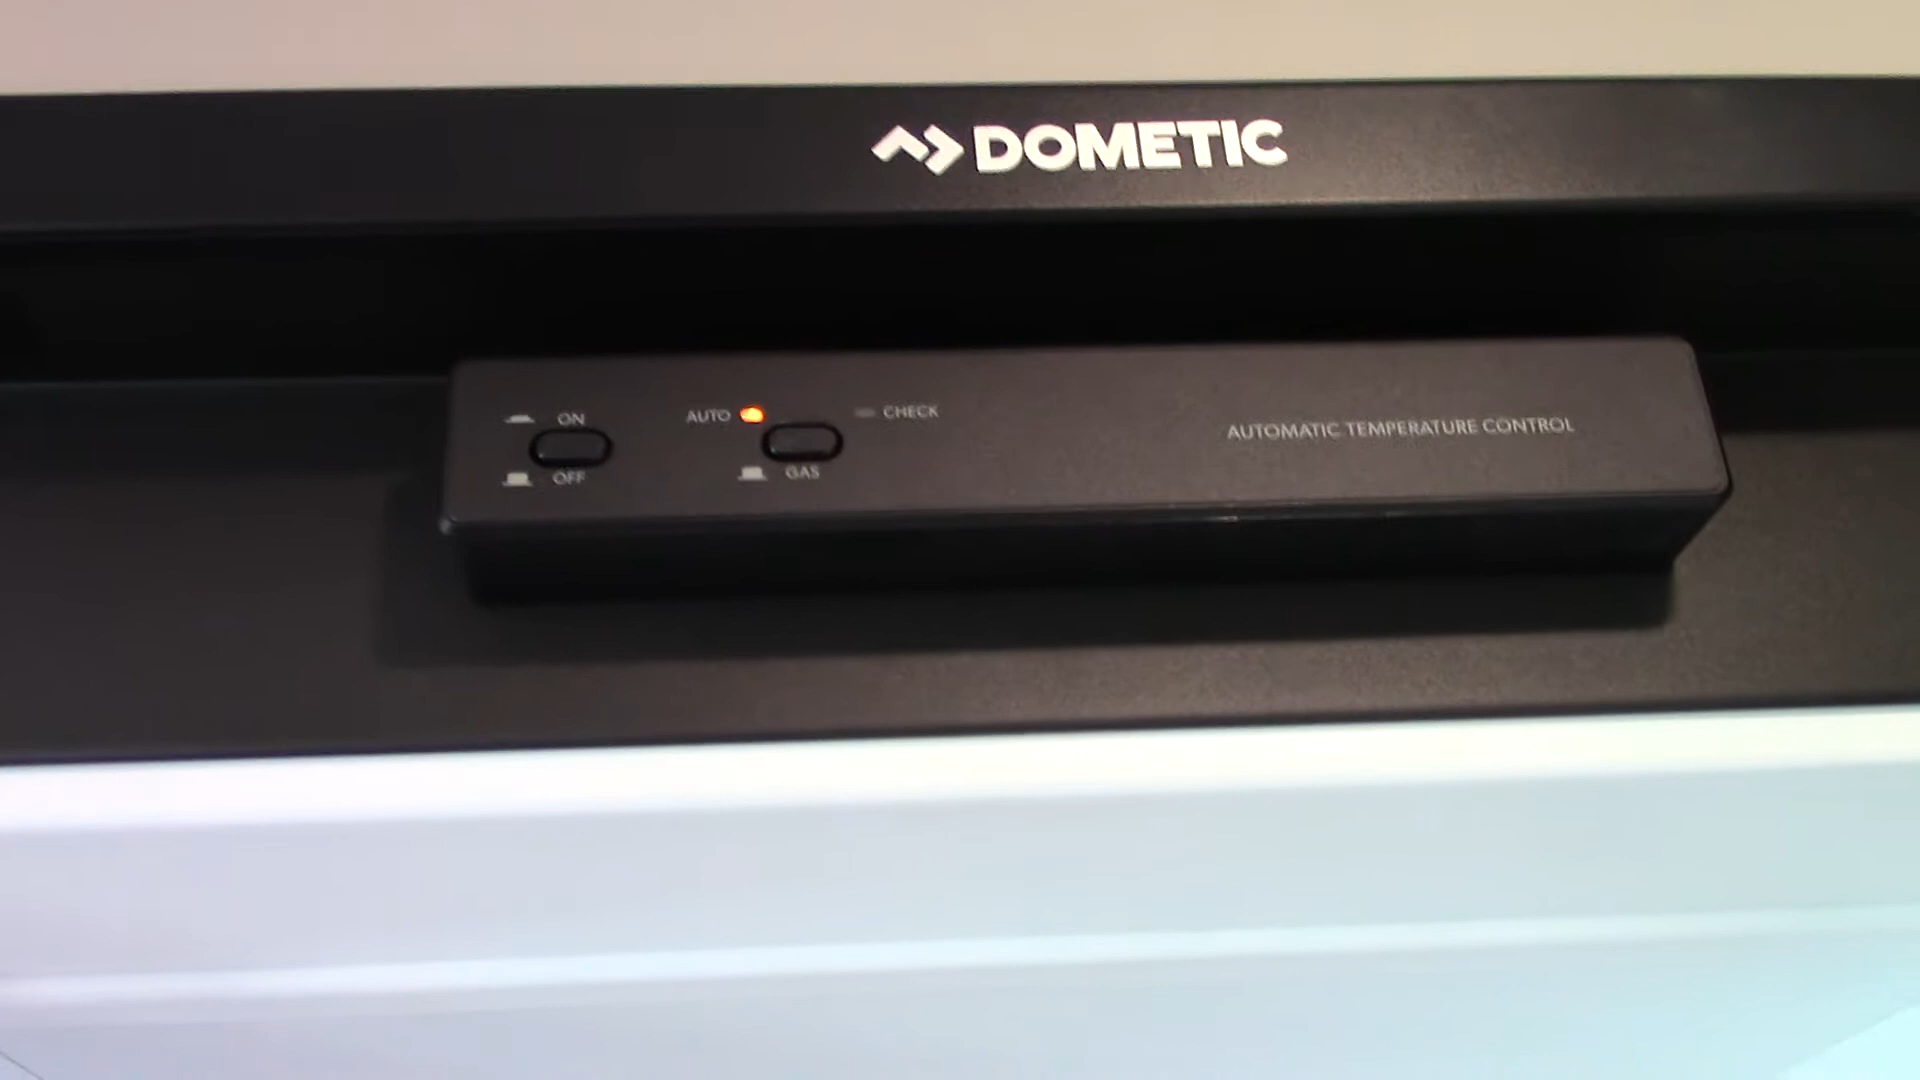 DOMETIC
ON
OFF
AUTO
CHECK
GAS
AUTOMATIC TEMPERATURE CONTROL